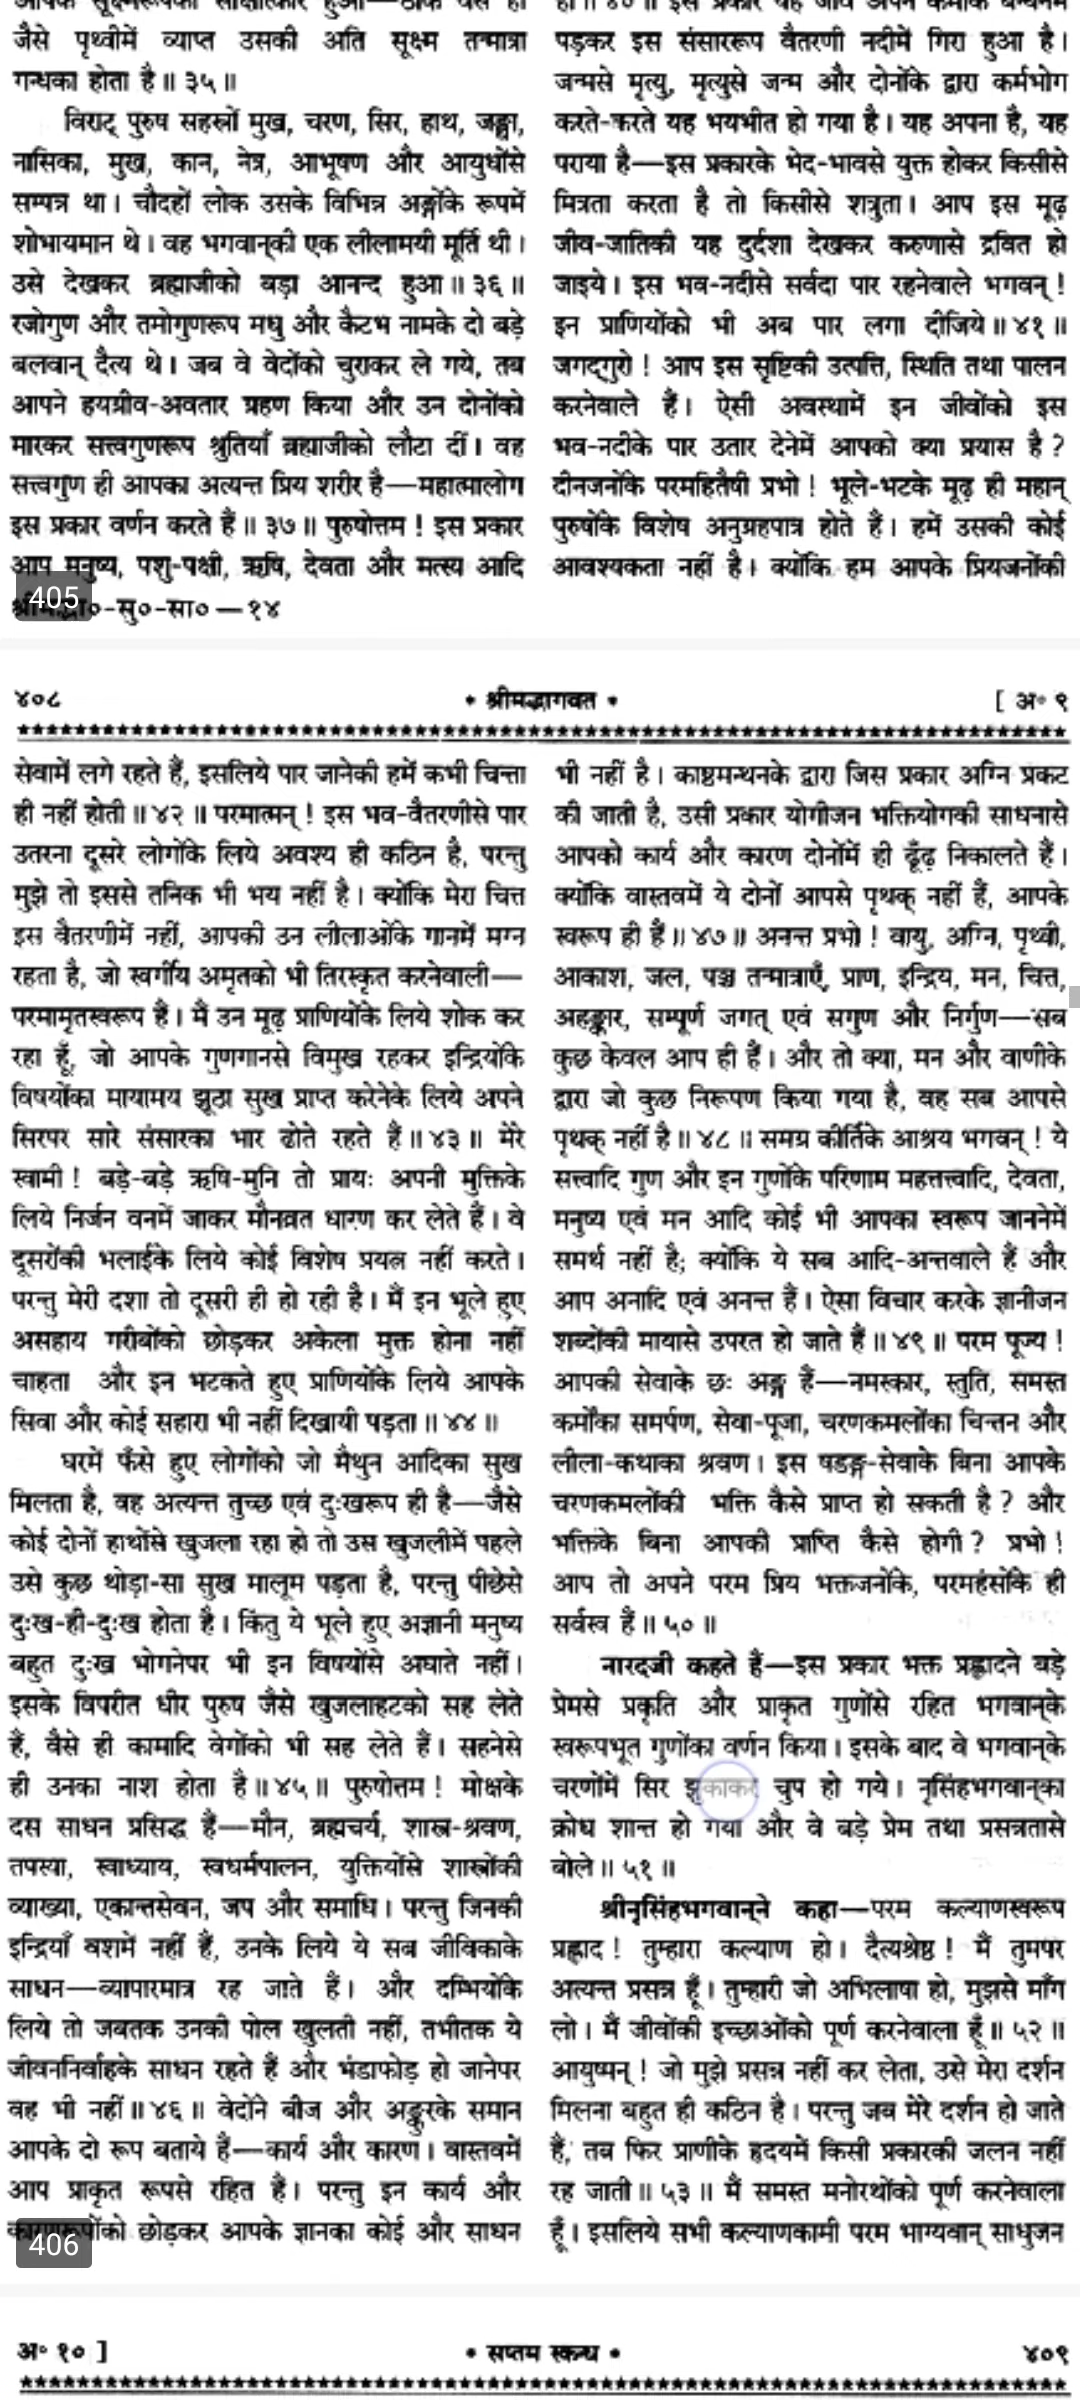 जैसे पृथ्वीमें व्याप्त उसकी अति सूक्ष्म तन्मात्रा
गन्धका होता है ॥ ३५ ॥
विराट् पुरुष सहस्रों मुख, चरण, सिर, हाथ, जङ्घा,
नासिका, मुख, कान, नेत्र, आभूषण और आयुधोंसे
सम्पन्न था। चौदहों लोक उसके विभिन्न अङ्गोंके रूपमें
शोभायमान थे। वह भगवान्‌की एक लीलामयी मूर्ति थी।
उसे देखकर ब्रह्माजीको बड़ा आनन्द हुआ ॥ ३६ ॥
रजोगुण और तमोगुणरूप मधु और कैटभ नामके दो बड़े
बलवान् दैत्य थे। जब वे वेदोंको चुराकर ले गये, तब
आपने हयग्रीव-अवतार ग्रहण किया और उन दोनोंको
मारकर सत्त्वगुणरूप श्रुतियाँ ब्रह्माजीको लौटा दीं। वह
सत्त्वगुण ही आपका अत्यन्त प्रिय शरीर है—महात्मालोग
इस प्रकार वर्णन करते हैं ॥ ३७ ॥ पुरुषोत्तम ! इस प्रकार
आप मनुष्य, पशु-पक्षी, ऋषि, देवता और मत्स्य आदि
405
श्रीमद्भा०-सु०-सा० — १४
हो ॥ ४० ॥ इस प्रकार यह जीव अपने कर्मोंके बन्धनमें
पड़कर इस संसाररूप वैतरणी नदीमें गिरा हुआ है।
जन्मसे मृत्यु, मृत्युसे जन्म और दोनोंके द्वारा कर्मभोग
करते-करते यह भयभीत हो गया है। यह अपना है, यह
पराया है—इस प्रकारके भेद-भावसे युक्त होकर किसीसे
मित्रता करता है तो किसीसे शत्रुता। आप इस मूढ़
जीव-जातिकी यह दुर्दशा देखकर करुणासे द्रवित हो
जाइये। इस भव-नदीसे सर्वदा पार रहनेवाले भगवन् !
इन प्राणियोंको भी अब पार लगा दीजिये ॥ ४१ ॥
जगद्‌गुरो ! आप इस सृष्टिकी उत्पत्ति, स्थिति तथा पालन
करनेवाले हैं। ऐसी अवस्थामें इन जीवोंको इस
भव-नदीके पार उतार देनेमें आपको क्या प्रयास है ?
दीनजनोंके परमहितैषी प्रभो ! भूले-भटके मूढ़ ही महान्
पुरुषोंके विशेष अनुग्रहपात्र होते हैं। हमें उसकी कोई
आवश्यकता नहीं है। क्योंकि हम आपके प्रियजनोंकी
४०८
* श्रीमद्भागवत *
[ अ॰ ९
सेवामें लगे रहते हैं, इसलिये पार जानेकी हमें कभी चिन्ता
ही नहीं होती ॥ ४२ ॥ परमात्मन् ! इस भव-वैतरणीसे पार
उतरना दूसरे लोगोंके लिये अवश्य ही कठिन है, परन्तु
मुझे तो इससे तनिक भी भय नहीं है। क्योंकि मेरा चित्त
इस वैतरणीमें नहीं, आपकी उन लीलाओंके गानमें मग्न
रहता है, जो स्वर्गीय अमृतको भी तिरस्कृत करनेवाली—
परमामृतस्वरूप हैं। मैं उन मूढ़ प्राणियोंके लिये शोक कर
रहा हूँ, जो आपके गुणगानसे विमुख रहकर इन्द्रियोंके
विषयोंका मायामय झूठा सुख प्राप्त करेनेके लिये अपने
सिरपर सारे संसारका भार ढोते रहते हैं ॥ ४३ ॥ मेरे
स्वामी ! बड़े-बड़े ऋषि-मुनि तो प्रायः अपनी मुक्तिके
लिये निर्जन वनमें जाकर मौनव्रत धारण कर लेते हैं। वे
दूसरोंकी भलाईके लिये कोई विशेष प्रयत्न नहीं करते।
परन्तु मेरी दशा तो दूसरी ही हो रही है। मैं इन भूले हुए
असहाय गरीबोंको छोड़कर अकेला मुक्त होना नहीं
चाहता और इन भटकते हुए प्राणियोंके लिये आपके
सिवा और कोई सहारा भी नहीं दिखायी पड़ता ॥ ४४ ॥
घरमें फँसे हुए लोगोंको जो मैथुन आदिका सुख
मिलता है, वह अत्यन्त तुच्छ एवं दुःखरूप ही है—जैसे
कोई दोनों हाथोंसे खुजला रहा हो तो उस खुजलीमें पहले
उसे कुछ थोड़ा-सा सुख मालूम पड़ता है, परन्तु पीछेसे
दुःख-ही-दुःख होता है। किंतु ये भूले हुए अज्ञानी मनुष्य
बहुत दुःख भोगनेपर भी इन विषयोंसे अघाते नहीं।
इसके विपरीत धीर पुरुष जैसे खुजलाहटको सह लेते
हैं, वैसे ही कामादि वेगोंको भी सह लेते हैं। सहनेसे
ही उनका नाश होता है ॥ ४५ ॥ पुरुषोत्तम ! मोक्षके
दस साधन प्रसिद्ध हैं—मौन, ब्रह्मचर्य, शास्त्र-श्रवण,
तपस्या, स्वाध्याय, स्वधर्मपालन, युक्तियोंसे शास्त्रोंकी
व्याख्या, एकान्तसेवन, जप और समाधि। परन्तु जिनकी
इन्द्रियाँ वशमें नहीं हैं, उनके लिये ये सब जीविकाके
साधन—व्यापारमात्र रह जाते हैं। और दम्भियोंके
लिये तो जबतक उनकी पोल खुलती नहीं, तभीतक ये
जीवननिर्वाहके साधन रहते हैं और भंडाफोड़ हो जानेपर
वह भी नहीं ॥ ४६ ॥ वेदोंने बीज और अङ्कुरके समान
आपके दो रूप बताये हैं—कार्य और कारण। वास्तवमें
आप प्राकृत रूपसे रहित हैं। परन्तु इन कार्य और
कारणरूपोंको छोड़कर आपके ज्ञानका कोई और साधन
406
भी नहीं है। काष्ठमन्थनके द्वारा जिस प्रकार अग्नि प्रकट
की जाती है, उसी प्रकार योगीजन भक्तियोगकी साधनासे
आपको कार्य और कारण दोनोंमें ही ढूँढ़ निकालते हैं।
क्योंकि वास्तवमें ये दोनों आपसे पृथक् नहीं हैं, आपके
स्वरूप ही हैं ॥ ४७ ॥ अनन्त प्रभो ! वायु, अग्नि, पृथ्वी,
आकाश, जल, पञ्च तन्मात्राएँ, प्राण, इन्द्रिय, मन, चित्त,
अहङ्कार, सम्पूर्ण जगत् एवं सगुण और निर्गुण—सब
कुछ केवल आप ही हैं। और तो क्या, मन और वाणीके
द्वारा जो कुछ निरूपण किया गया है, वह सब आपसे
पृथक् नहीं है ॥ ४८ ॥ समग्र कीर्तिके आश्रय भगवन् ! ये
सत्त्वादि गुण और इन गुणोंके परिणाम महत्तत्त्वादि, देवता,
मनुष्य एवं मन आदि कोई भी आपका स्वरूप जाननेमें
समर्थ नहीं है; क्योंकि ये सब आदि-अन्तवाले हैं और
आप अनादि एवं अनन्त हैं। ऐसा विचार करके ज्ञानीजन
शब्दोंकी मायासे उपरत हो जाते हैं ॥ ४९ ॥ परम पूज्य !
आपकी सेवाके छः अङ्ग हैं—नमस्कार, स्तुति, समस्त
कर्मोंका समर्पण, सेवा-पूजा, चरणकमलोंका चिन्तन और
लीला-कथाका श्रवण। इस षडङ्ग-सेवाके बिना आपके
चरणकमलोंकी भक्ति कैसे प्राप्त हो सकती है ? और
भक्तिके बिना आपकी प्राप्ति कैसे होगी ? प्रभो !
आप तो अपने परम प्रिय भक्तजनोंके, परमहंसोंके ही
सर्वस्व हैं ॥ ५० ॥
नारदजी कहते हैं—इस प्रकार भक्त प्रह्लादने बड़े
प्रेमसे प्रकृति और प्राकृत गुणोंसे रहित भगवान्‌के
स्वरूपभूत गुणोंका वर्णन किया। इसके बाद वे भगवान्‌के
चरणोंमें सिर झुकाकर चुप हो गये। नृसिंहभगवान्‌का
क्रोध शान्त हो गया और वे बड़े प्रेम तथा प्रसन्नतासे
बोले ॥ ५१ ॥
श्रीनृसिंहभगवान्‌ने कहा—परम कल्याणस्वरूप
प्रह्लाद ! तुम्हारा कल्याण हो। दैत्यश्रेष्ठ ! मैं तुमपर
अत्यन्त प्रसन्न हूँ। तुम्हारी जो अभिलाषा हो, मुझसे माँग
लो। मैं जीवोंकी इच्छाओंको पूर्ण करनेवाला हूँ ॥ ५२ ॥
आयुष्मन् ! जो मुझे प्रसन्न नहीं कर लेता, उसे मेरा दर्शन
मिलना बहुत ही कठिन है। परन्तु जब मेरे दर्शन हो जाते
हैं, तब फिर प्राणीके हृदयमें किसी प्रकारकी जलन नहीं
रह जाती ॥ ५३ ॥ मैं समस्त मनोरथोंको पूर्ण करनेवाला
हूँ। इसलिये सभी कल्याणकामी परम भाग्यवान् साधुजन
अ॰ १० ]
* सप्तम स्कन्ध *
४०९